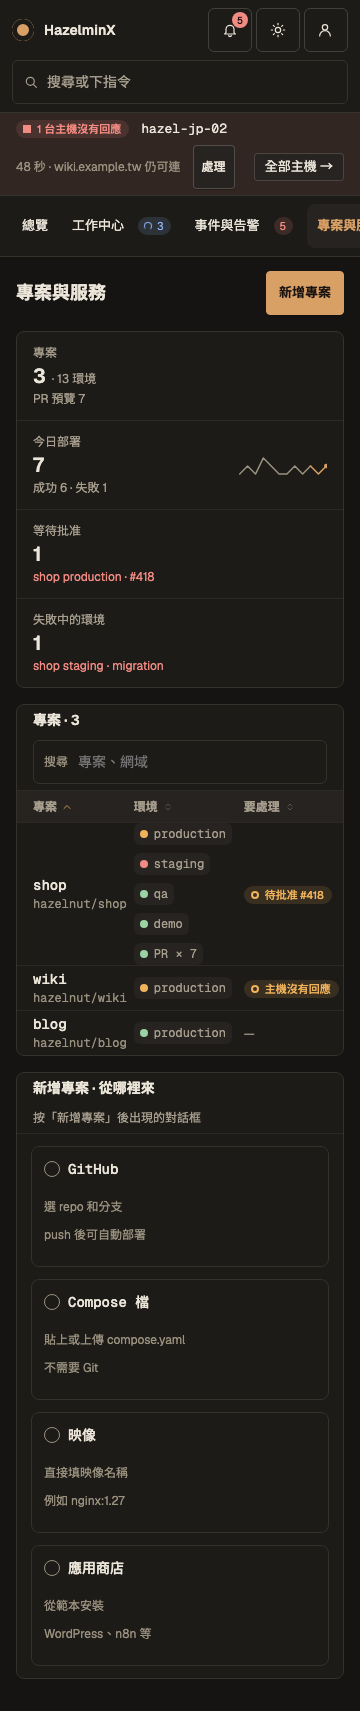 HazelminX
5
搜尋或下指令
1 台主機沒有回應 hazel-jp-02
48 秒 · wiki.example.tw 仍可連 處理 全部主機 →
總覽 工作中心 3 事件與告警 5 專案與
專案與服務 新增專案
專案
3 · 13 環境
PR 預覽 7
今日部署
7
成功 6 · 失敗 1
等待批准
1
shop production · #418
失敗中的環境
1
shop staging · migration
專案 · 3
搜尋 專案、網域
專案 環境 要處理
production
staging
shop
hazelnut/shop
qa
待批准 #418
demo
PR × 7
wiki
hazelnut/wiki
production
主機沒有回應
blog
hazelnut/blog
production
—
新增專案 · 從哪裡來
按「新增專案」後出現的對話框
GitHub
選 repo 和分支
push 後可自動部署
Compose 檔
貼上或上傳 compose.yaml
不需要 Git
映像
直接填映像名稱
例如 nginx:1.27
應用商店
從範本安裝
WordPress、n8n 等